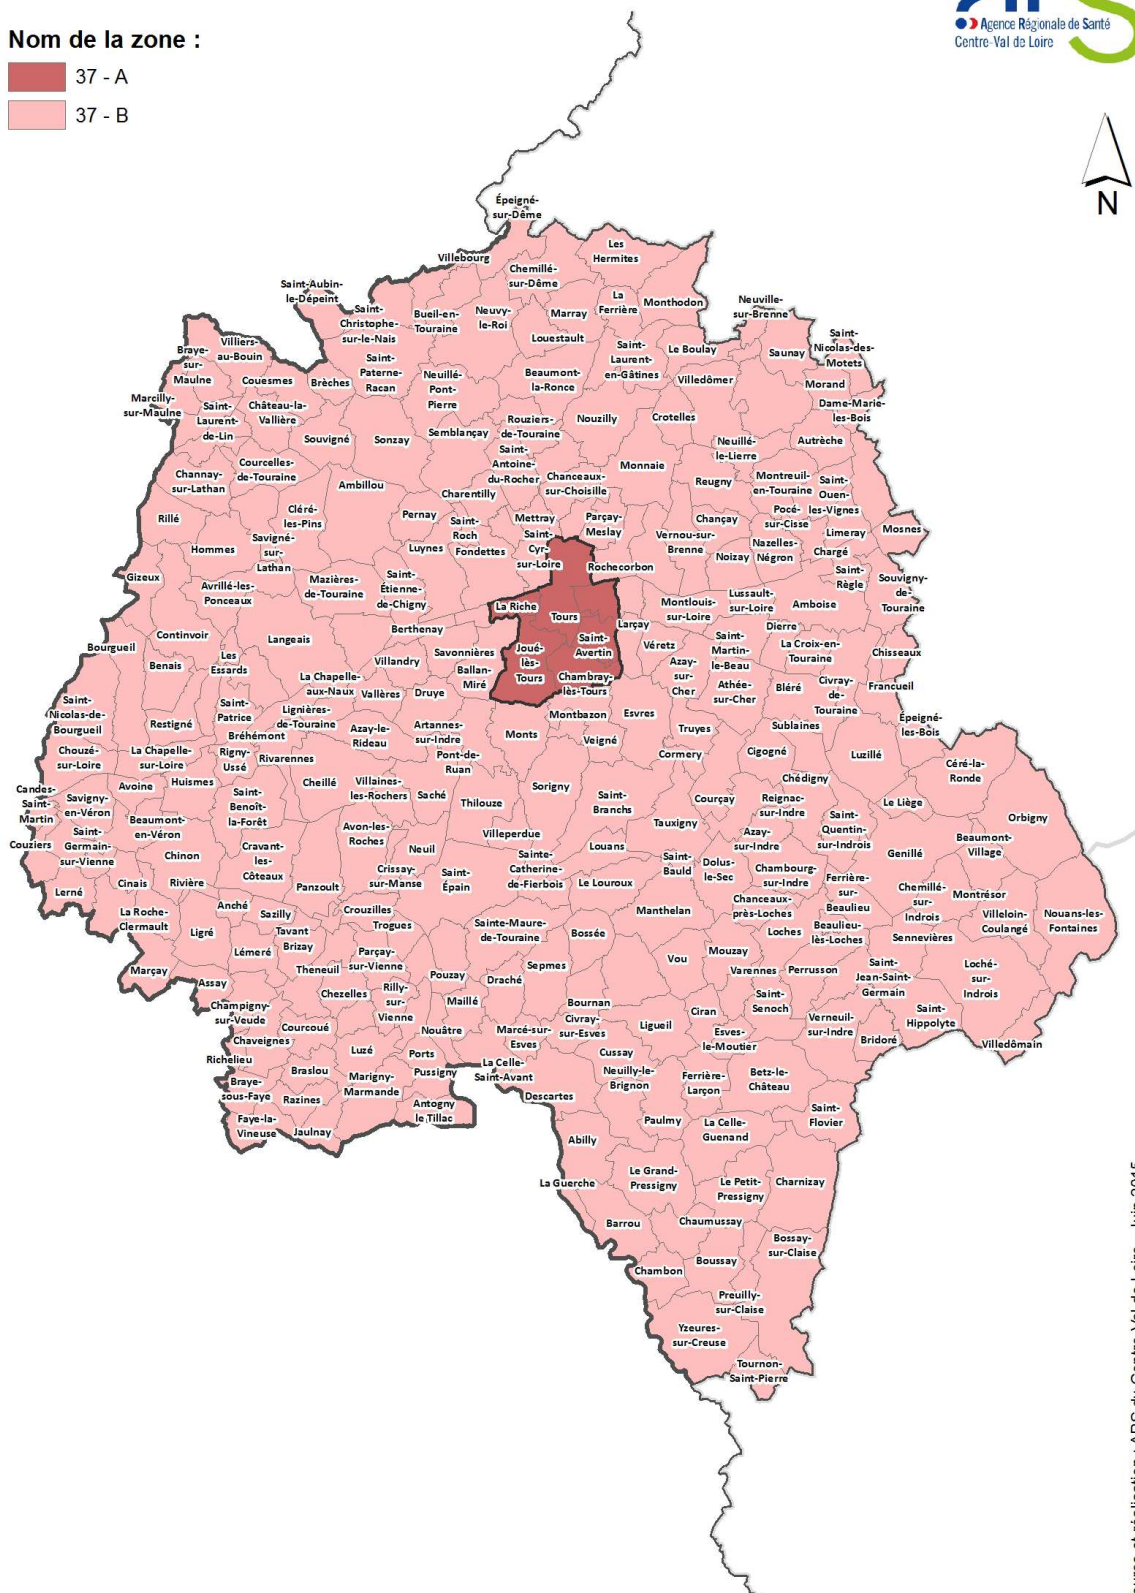 Agence Régionale de Santé
Centre-Val de Loire
Nom de la zone :
37 - A
37 - B
N
Épeigné-
sur-Dême
Villebourg
Les
Hermites
Chemillé-
sur-Dême
Saint-Aubin-
le-Dépeint
Saint-
Christophe-
sur-le-Nais
Bueil-en-
Touraine
Neuvy-
le-Roi
Marray
La
Ferrière
Monthodon
Neuville-
sur-Brenne
Louestault
Saint-
Laurent-
en-Gâtines
Le Boulay
Saunay
Saint-
Nicolas-des-
Motets
Braye-
sur-
Maulne
Villiers-
au-Bouin
Couesmes
Brèches
Saint-
Paterne-
Racan
Neuillé-
Pont-
Pierre
Beaumont-
la-Ronce
Villedômer
Morand
Dame-Marie-
les-Bois
Marcilly-
sur-Maulne
Saint-
Laurent-
de-Lin
Château-la-
Vallière
Souvigné
Sonzay
Semblançay
Rouziers-
de-Touraine
Nouzilly
Crotelles
Neuillé-
le-Lierre
Autrèche
Channay-
sur-Lathan
Courcelles-
de-Touraine
Ambillou
Saint-
Antoine-
du-Rocher
Charentilly
Chanceaux-
sur-Choisille
Monnaie
Reugny
Montreuil-
en-Touraine
Saint-
Ouen-
les-Vignes
Rillé
Cléré-
les-Pins
Pernay
Saint-
Roch
Mettray
Parçay-
Meslay
Chançay
Pocé-
sur-Cisse
Limeray
Mosnes
Hommes
Savigné-
sur-
Lathan
Luynes
Fondettes
Saint-
Cyr-
sur-Loire
Rochecorbon
Vernou-sur-
Brenne
Noizay
Nazelles-
Négron
Chargé
Saint-
Règle
Souvigny-
de-
Touraine
Gizeux
Avrillé-les-
Ponceaux
Mazières-
de-Touraine
Saint-
Étienne-
de-Chigny
La Riche
Tours
Larçay
Montlouis-
sur-Loire
Lussault-
sur-Loire
Amboise
Bourgueil
Continvoir
Benais
Les
Essards
Langeais
Berthenay
Villandry
Savonnières
Ballan-
Miré
Joué-
lès-
Tours
Saint-
Avertin
Chambray-
lès-Tours
Véretz
Azay-
sur-
Cher
Saint-
Martin-
le-Beau
Dierre
La Croix-en-
Touraine
Chisseaux
Athée-
sur-Cher
Bléré
Civray-
de-
Touraine
Francueil
Épeigné-
les-Bois
Saint-
Nicolas-de-
Bourgueil
Restigné
Saint-
Patrice
La Chapelle-
aux-Naux
Vallères
Druye
Lignières-
de-Touraine
Bréhémont
Azay-le-
Rideau
Artannes-
sur-Indre
Monts
Montbazon
Veigné
Esvres
Truyes
Cormery
Sublaines
Cigogné
Luzillé
Céré-la-
Ronde
Chouzé-
sur-Loire
La Chapelle-
sur-Loire
Rigny-
Ussé
Rivarennes
Pont-de-
Ruan
Candes-
Saint-
Martin
Savigny-
en-Véron
Avoine
Huismes
Cheillé
Villaines-
les-Rochers
Saché
Thilouze
Sorigny
Saint-
Branchs
Courçay
Chédigny
Reignac-
sur-Indre
Le Liège
Orbigny
Couziers
Saint-
Germain-
sur-Vienne
Beaumont-
en-Véron
Saint-
Benoît-
la-Forêt
Avon-les-
Roches
Neuil
Villeperdue
Louans
Tauxigny
Azay-
sur-Indre
Saint-
Quentin-
sur-Indrois
Genillé
Beaumont-
Village
Chinon
Cravant-
les-
Côteaux
Panzoult
Crissay-
sur-Manse
Saint-
Épain
Sainte-
Catherine-
de-Fierbois
Le Louroux
Saint-
Bauld
Dolus-
le-Sec
Chambourg-
sur-Indre
Ferrière-
sur-
Beaulieu
Chemillé-
sur-
Indrois
Montrésor
Lerné
Cinais
Rivière
La Roche-
Clermault
Ligré
Anché
Sazilly
Tavant
Crouzilles
Trogues
Sainte-Maure-
de-Touraine
Bossée
Manthelan
Chanceaux-
près-Loches
Loches
Beaulieu-
lès-Loches
Sennevières
Villeloin-
Coulangé
Nouans-les-
Fontaines
Lémeré
Brizay
Theneuil
Parçay-
sur-Vienne
Pouzay
Draché
Sepmes
Vou
Mouzay
Varennes
Perrusson
Saint-
Jean-Saint-
Germain
Loché-
sur-
Indrois
Marçay
Assay
Champigny-
sur-Veude
Chezelles
Rilly-
sur-
Vienne
Maillé
Bournan
Civray-
sur-Esves
Ligueil
Ciran
Saint-
Senoch
Verneuil-
sur-Indre
Saint-
Hippolyte
Bridoré
Villedômain
Chaveignes
Courcoué
Luzé
Nouâtre
Marcé-sur-
Esves
Esves-
le-Moutier
Richelieu
Braye-
sous-Faye
Braslou
Razines
Marigny-
Marmande
Ports
Pussigny
La Celle-
Saint-Avant
Cussay
Neuilly-le-
Brignon
Ferrière-
Larçon
Betz-le-
Château
Faye-la-
Vineuse
Jaulnay
Antogny
le Tillac
Descartes
Abilly
Paulmy
La Celle-
Guenand
Saint-
Flovier
La Guerche
Le Grand-
Pressigny
Le Petit-
Pressigny
Charnizay
Barrou
Chaumussay
Bossay-
sur-Claise
Chambon
Boussay
Preuilly-
sur-Claise
Yzeures-
sur-Creuse
Tournon-
Saint-Pierre